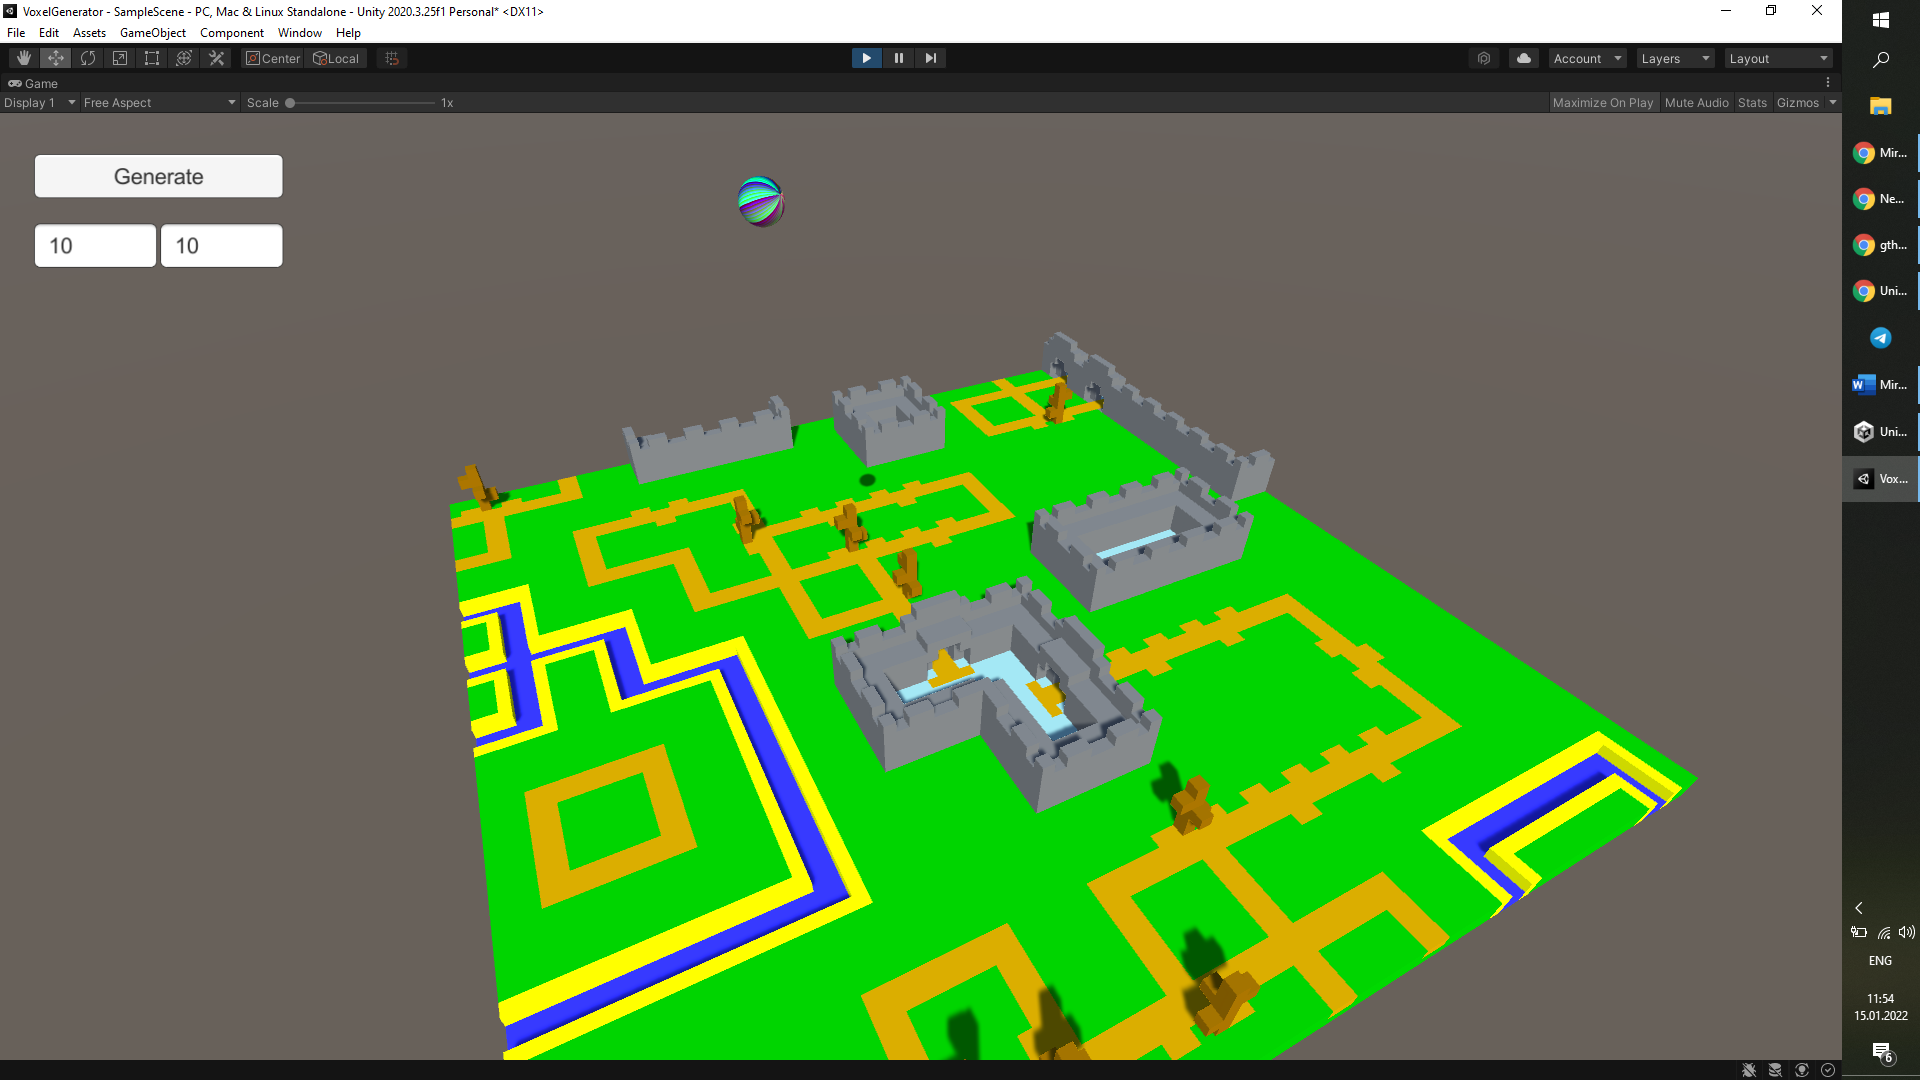 VoxelGenerator - SampleScene - PC, Mac & Linux Standalone - Unity 2020.3.25f1 Personal* <DX11>
File Edit Assets GameObject Component Window Help
Center Local Account Layers Layout
Game
Display 1 Free Aspect Scale 1x Maximize On Play Mute Audio Stats Gizmos
Generate
10 10
Mir...
Ne...
gth...
Uni...
W Mir...
Uni...
Vox...
ENG
11:54
15.01.2022
6